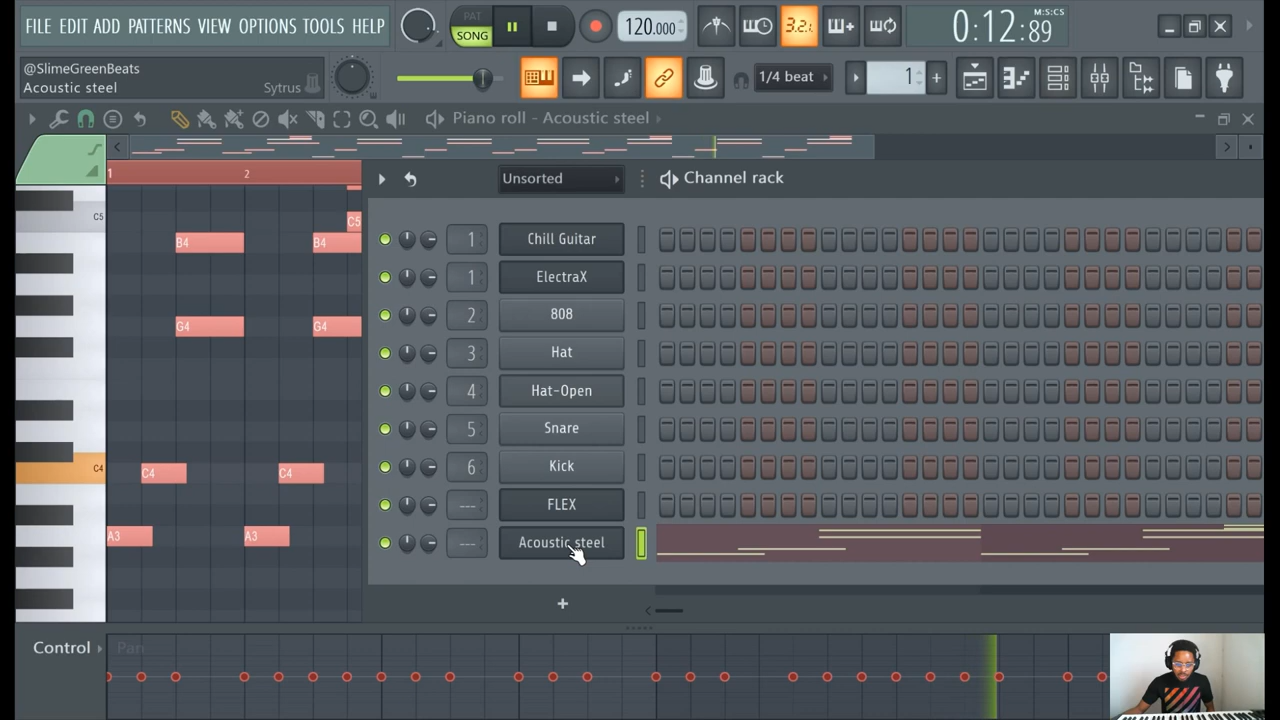 FILE EDIT ADD PATTERNS VIEW OPTIONS TOOLS HELP
PAT
SONG
120.000
3.2.
M:S:CS
0:12:89
@SlimeGreenBeats
Acoustic steel
Sytrus
1/4 beat
1
Piano roll - Acoustic steel
1
2
Unsorted
Channel rack
C5
C5
B4
B4
G4
G4
C4
C4
C4
A3
A3
1 Chill Guitar
1 ElectraX
2 808
3 Hat
4 Hat-Open
5 Snare
6 Kick
--- FLEX
--- Acoustic steel
+
Control
Pan